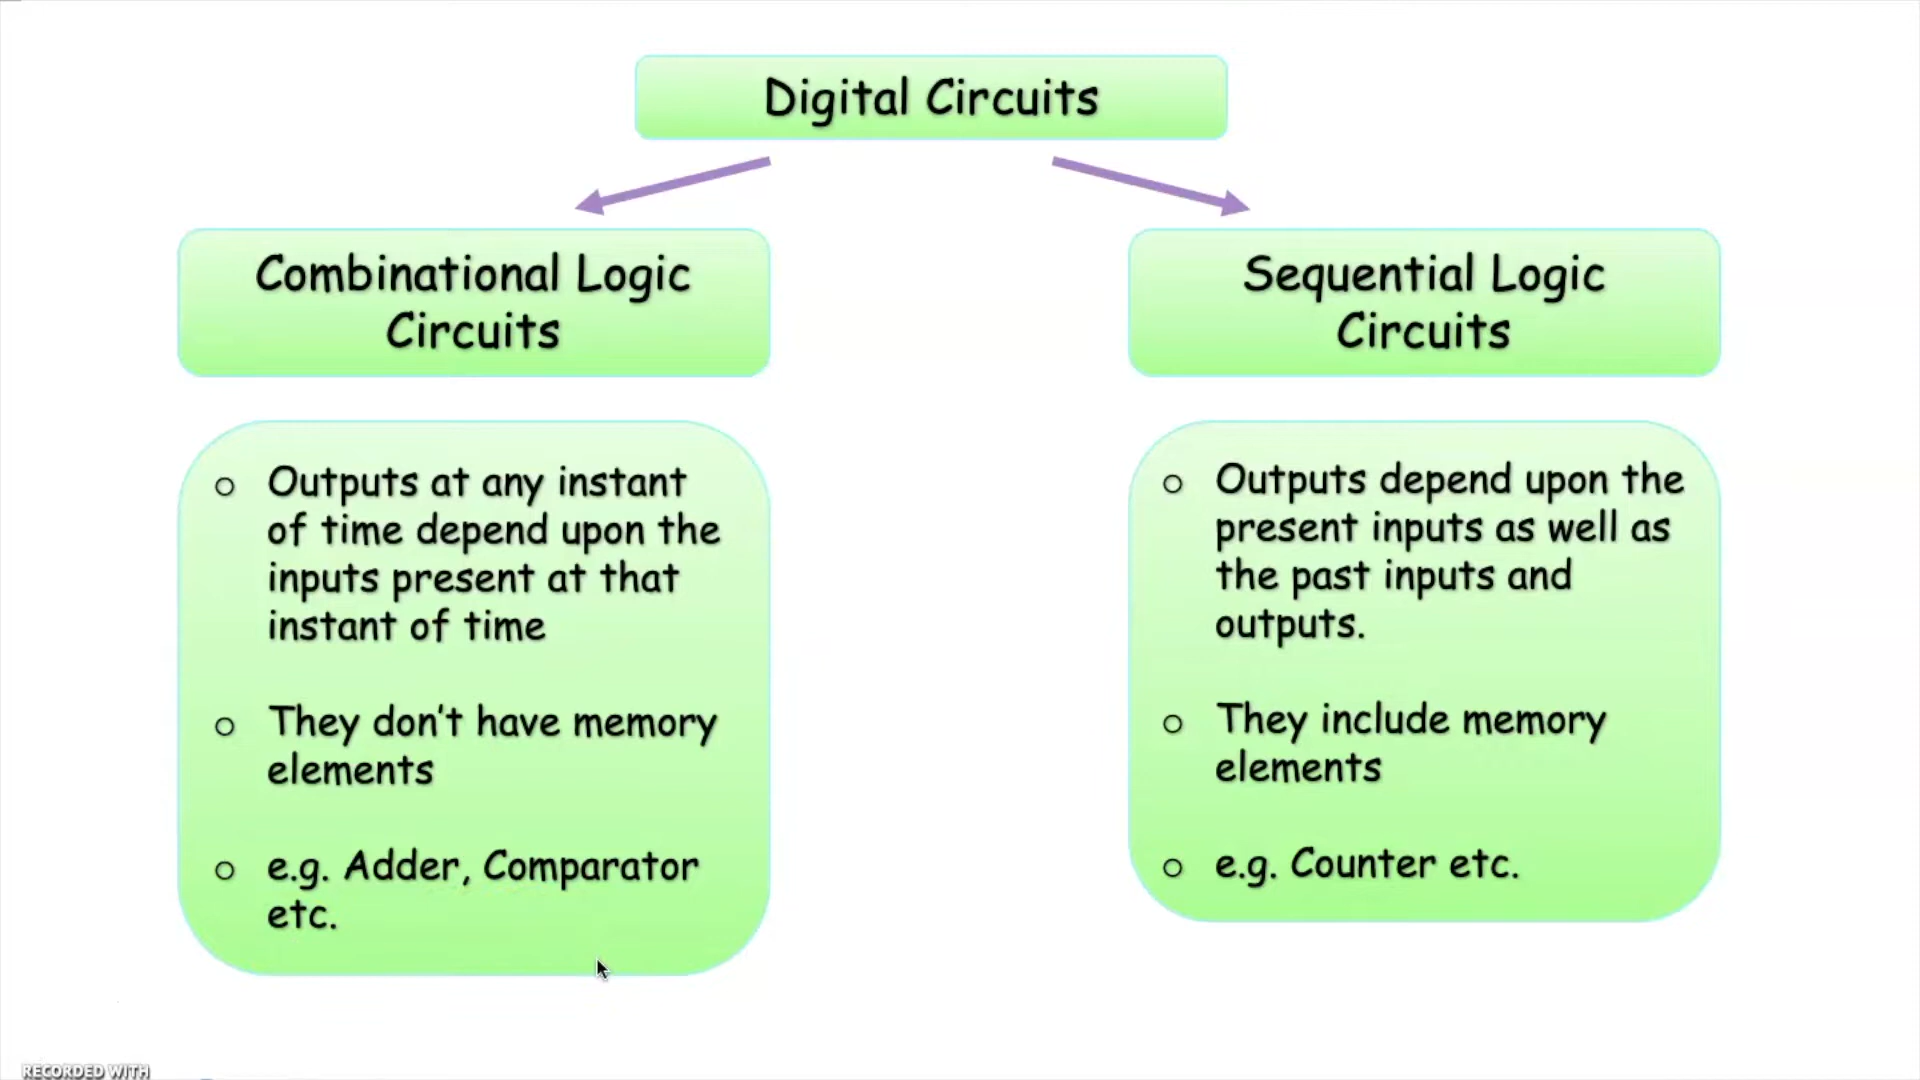 Digital Circuits
Combinational Logic
Circuits
Sequential Logic
Circuits
o Outputs at any instant
of time depend upon the
inputs present at that
instant of time
o They don't have memory
elements
o e.g. Adder, Comparator
etc.
o Outputs depend upon the
present inputs as well as
the past inputs and
outputs.
o They include memory
elements
o e.g. Counter etc.
RECORDED WITH